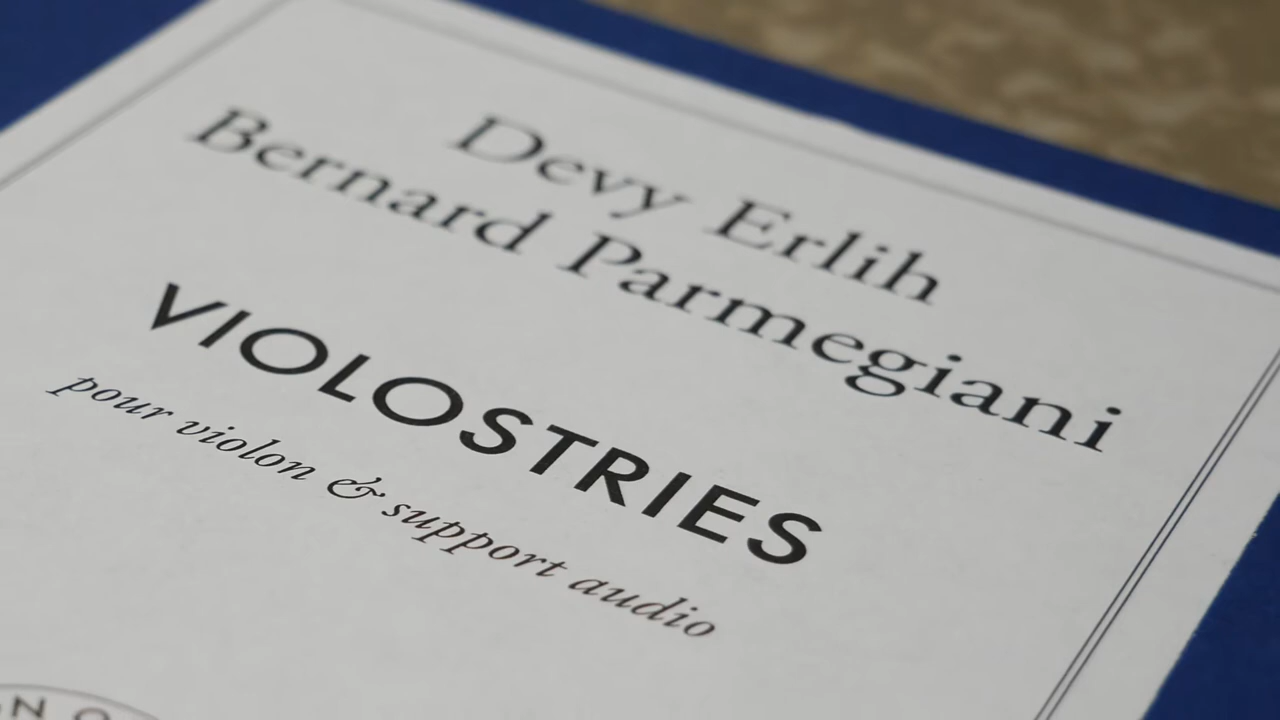 Devy Erlih
Bernard Parmegiani
VIOLOSTRIES
pour violon & support audio